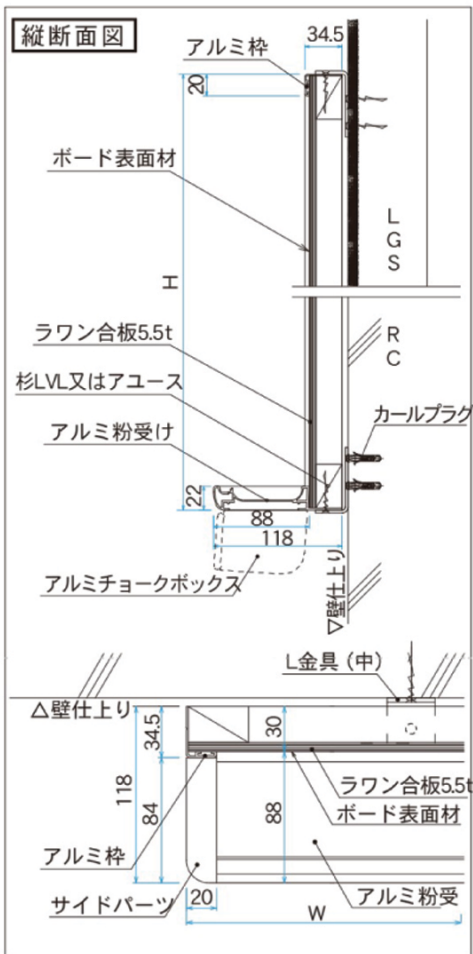 縦断面図
アルミ枠
34.5
20
ボード表面材
H
L
G
S
ラワン合板5.5t
R
C
杉LVL又はアユース
カールプラグ
アルミ粉受け
22
88
118
アルミチョークボックス
▽壁仕上り
L金具（中）
△壁仕上り
34.5
30
118
84
88
ラワン合板5.5t
ボード表面材
アルミ枠
サイドパーツ
20
W
アルミ粉受